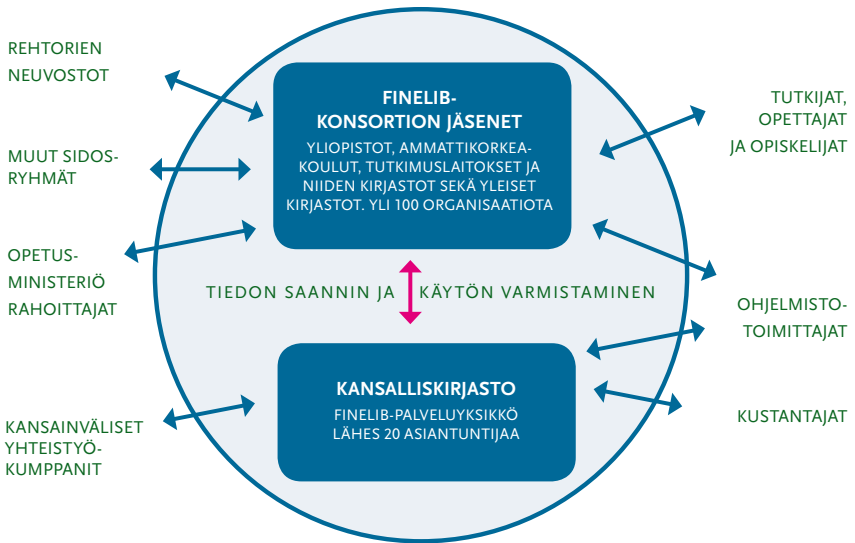 REHTORIEN
NEUVOSTOT
MUUT SIDOS-
RYHMÄT
OPETUS-
MINISTERIÖ
RAHOITTAJAT
KANSAINVÄLISET
YHTEISTYÖ-
KUMPPANIT
FINELIB-
KONSORTION JÄSENET
YLIOPISTOT, AMMATTIKORKEA-
KOULUT, TUTKIMUSLAITOKSET JA
NIIDEN KIRJASTOT SEKÄ YLEISET
KIRJASTOT. YLI 100 ORGANISAATIOTA
TIEDON SAANNIN JA KÄYTÖN VARMISTAMINEN
KANSALLISKIRJASTO
FINELIB-PALVELUYKSIKKÖ
LÄHES 20 ASIANTUNTIJAA
TUTKIJAT,
OPETTAJAT
JA OPISKELIJAT
OHJELMISTO-
TOIMITTAJAT
KUSTANTAJAT